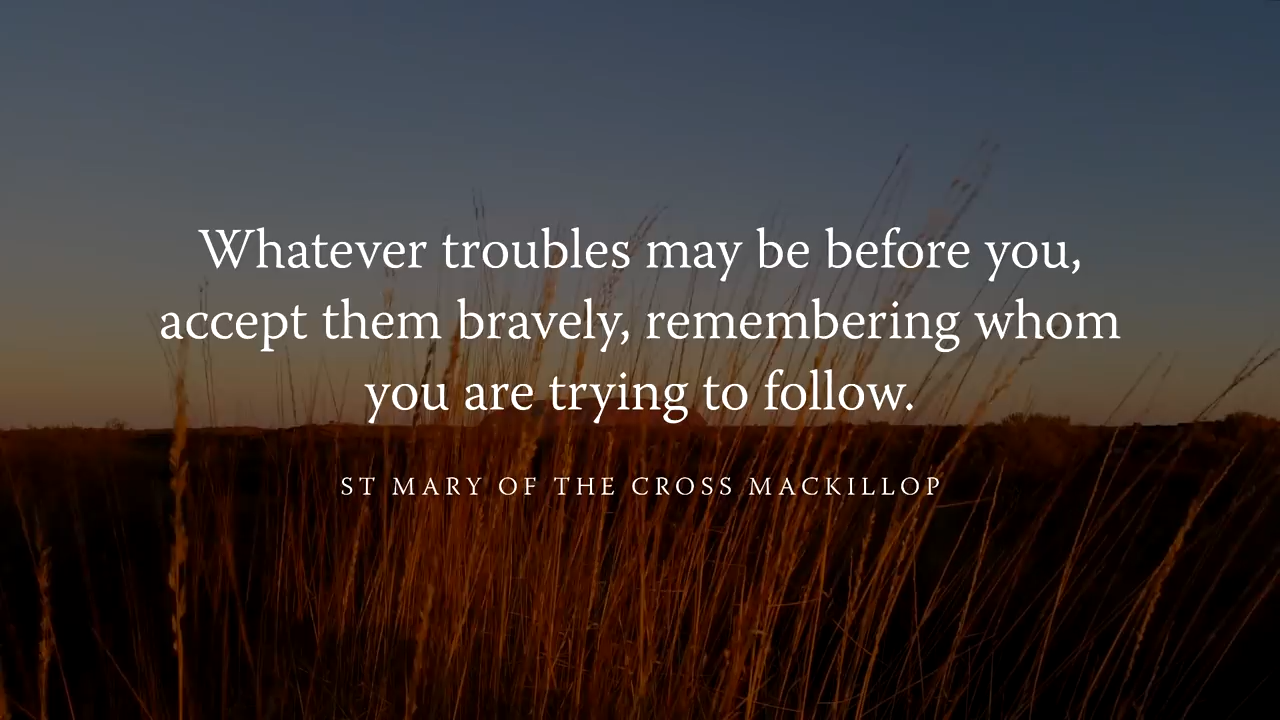 Whatever troubles may be before you,
accept them bravely, remembering whom
you are trying to follow.
ST MARY OF THE CROSS MACKILLOP